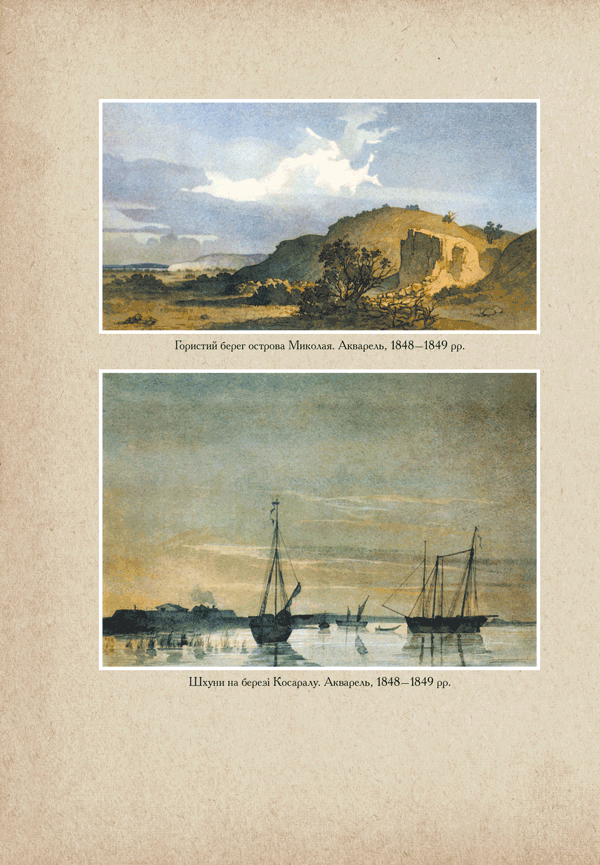 Гористий берег острова Миколая. Акварель, 1848—1849 рр.
Шхуни на березі Косаралу. Акварель, 1848—1849 рр.